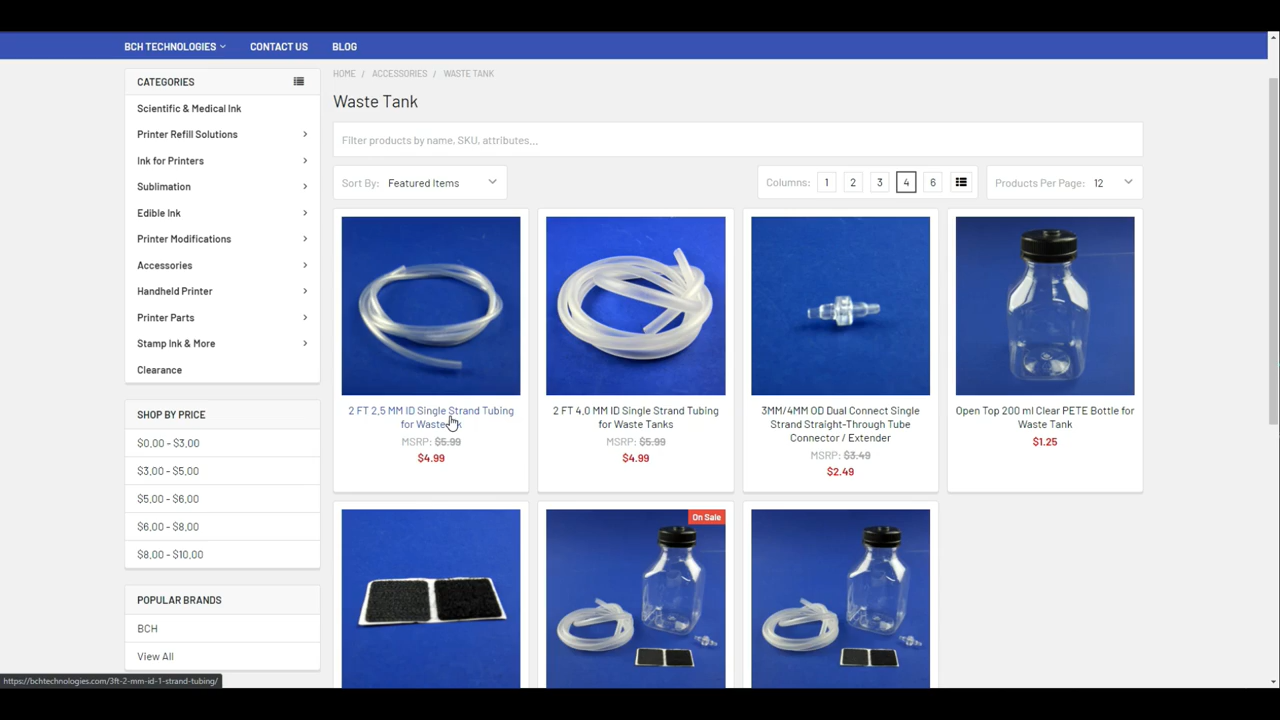 BCH TECHNOLOGIES
CONTACT US
BLOG
CATEGORIES
Scientific & Medical Ink
Printer Refill Solutions
Ink for Printers
Sublimation
Edible Ink
Printer Modifications
Accessories
Handheld Printer
Printer Parts
Stamp Ink & More
Clearance
SHOP BY PRICE
$0.00 - $3.00
$3.00 - $5.00
$5.00 - $6.00
$6.00 - $8.00
$8.00 - $10.00
POPULAR BRANDS
BCH
View All
HOME / ACCESSORIES / WASTE TANK
Waste Tank
Filter products by name, SKU, attributes...
Sort By: Featured Items
Columns: 1 2 3 4 6
Products Per Page: 12
2 FT 2.5 MM ID Single Strand Tubing
for Waste
MSRP: $5.99
$4.99
2 FT 4.0 MM ID Single Strand Tubing
for Waste Tanks
MSRP: $5.99
$4.99
3MM/4MM OD Dual Connect Single
Strand Straight-Through Tube
Connector / Extender
MSRP: $3.49
$2.49
Open Top 200 ml Clear PETE Bottle for
Waste Tank
$1.25
On Sale
https://bchtechnologies.com/3ft-2-mm-id-1-strand-tubing/